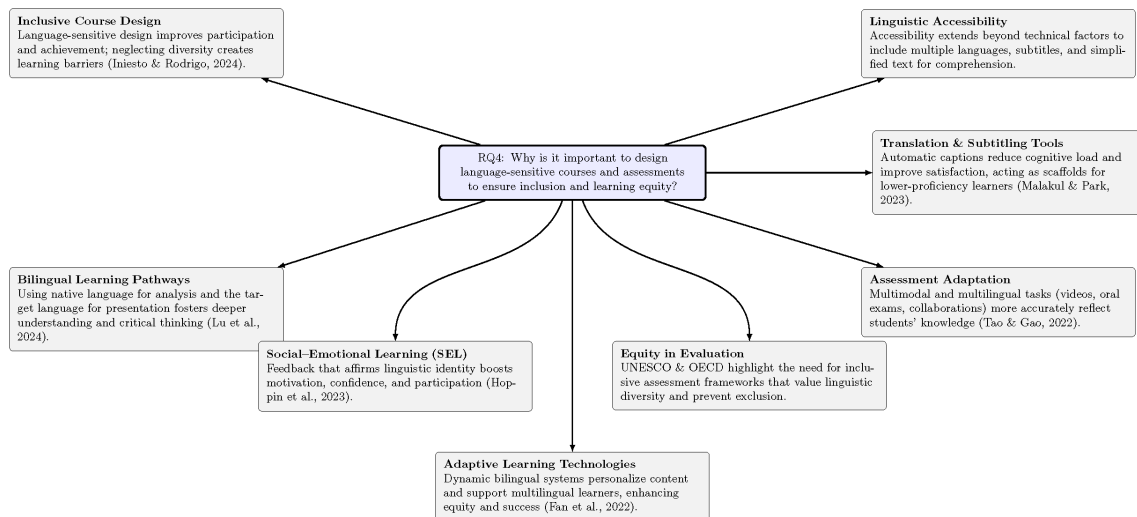 Inclusive Course Design
Language-sensitive design improves participation
and achievement; neglecting diversity creates
learning barriers (Iniesto & Rodrigo, 2024).
Linguistic Accessibility
Accessibility extends beyond technical factors to
include multiple languages, subtitles, and simpli-
fied text for comprehension.
Translation & Subtitling Tools
Automatic captions reduce cognitive load and
improve satisfaction, acting as scaffolds for
lower-proficiency learners (Malakul & Park,
2023).
RQ4: Why is it important to design
language-sensitive courses and assessments
to ensure inclusion and learning equity?
Bilingual Learning Pathways
Using native language for analysis and the tar-
get language for presentation fosters deeper
understanding and critical thinking (Lu et al.,
2024).
Assessment Adaptation
Multimodal and multilingual tasks (videos, oral
exams, collaborations) more accurately reflect
students' knowledge (Tao & Gao, 2022).
Social–Emotional Learning (SEL)
Feedback that affirms linguistic identity boosts
motivation, confidence, and participation (Hop-
pin et al., 2023).
Equity in Evaluation
UNESCO & OECD highlight the need for inclu-
sive assessment frameworks that value linguistic
diversity and prevent exclusion.
Adaptive Learning Technologies
Dynamic bilingual systems personalize content
and support multilingual learners, enhancing
equity and success (Fan et al., 2022).